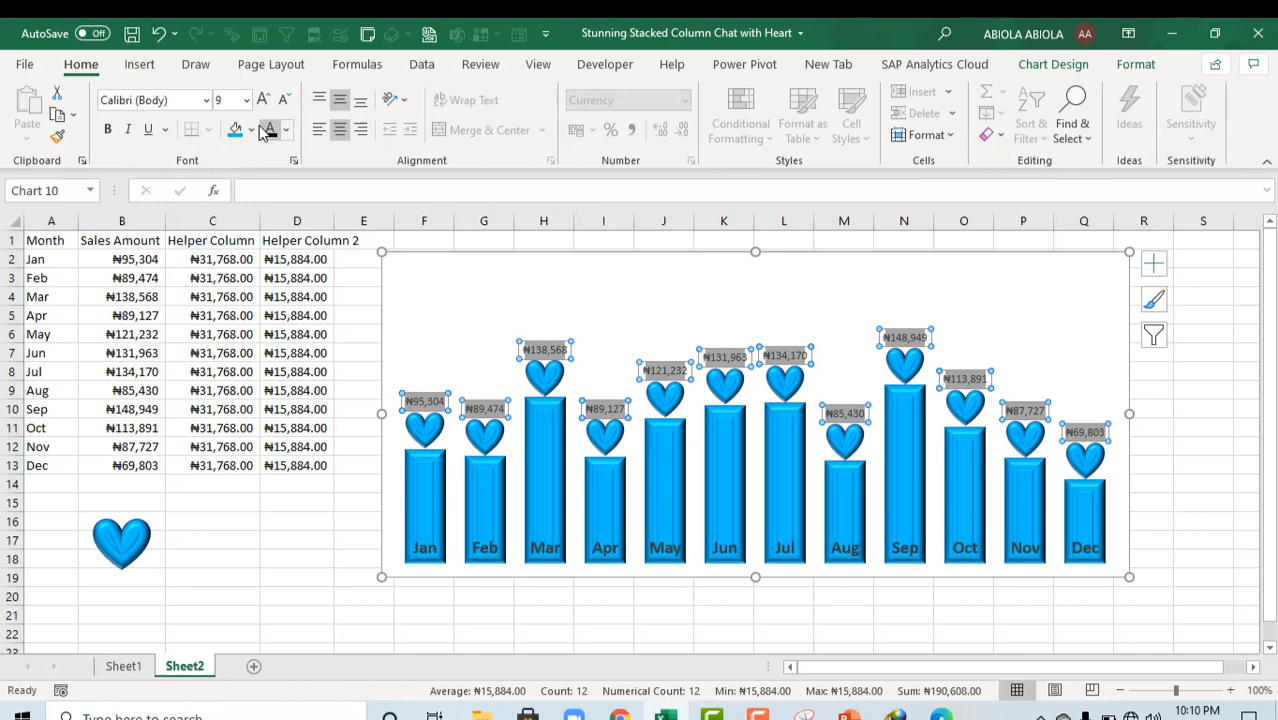 AutoSave Off Stunning Stacked Column Chat with Heart ABIOLA ABIOLA AA
File Home Insert Draw Page Layout Formulas Data Review View Developer Help Power Pivot New Tab SAP Analytics Cloud Chart Design Format
Paste Calibri (Body) 9 Wrap Text Currency Conditional Formatting Format as Table Cell Styles Insert Sort & Filter Find & Select Ideas Sensitivity
B I U Merge & Center Delete
Format
Clipboard Font Alignment Number Styles Cells Editing Ideas Sensitivity
Chart 10 fx
A B C D E F G H I J K L M N O P Q R S
1 Month Sales Amount Helper Column Helper Column 2
2 Jan ₦95,304 ₦31,768.00 ₦15,884.00
3 Feb ₦89,474 ₦31,768.00 ₦15,884.00
4 Mar ₦138,568 ₦31,768.00 ₦15,884.00
5 Apr ₦89,127 ₦31,768.00 ₦15,884.00
6 May ₦121,232 ₦31,768.00 ₦15,884.00
7 Jun ₦131,963 ₦31,768.00 ₦15,884.00
8 Jul ₦134,170 ₦31,768.00 ₦15,884.00
9 Aug ₦85,430 ₦31,768.00 ₦15,884.00
10 Sep ₦148,949 ₦31,768.00 ₦15,884.00
11 Oct ₦113,891 ₦31,768.00 ₦15,884.00
12 Nov ₦87,727 ₦31,768.00 ₦15,884.00
13 Dec ₦69,803 ₦31,768.00 ₦15,884.00
14
15
16
17
18
19
20
21
22
23
₦95,304 ₦89,474 ₦138,568 ₦89,127 ₦121,232 ₦131,963 ₦134,170 ₦85,430 ₦148,949 ₦113,891 ₦87,727 ₦69,803
Jan Feb Mar Apr May Jun Jul Aug Sep Oct Nov Dec
Sheet1 Sheet2
Ready Average: ₦15,884.00 Count: 12 Numerical Count: 12 Min: ₦15,884.00 Max: ₦15,884.00 Sum: ₦190,608.00 100%
Type here to search 10:10 PM